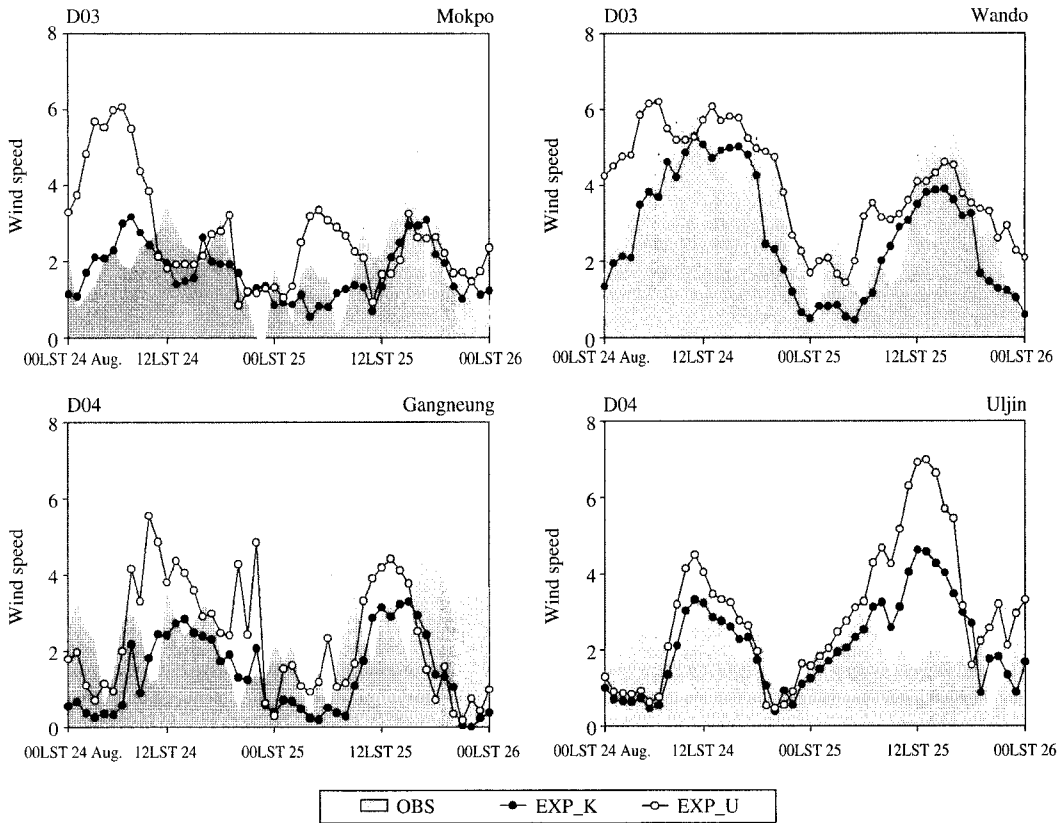 D03 Mokpo
8
6
4
2
0
Wind speed
00LST 24 Aug. 12LST 24 00LST 25 12LST 25 00LST 26
D03 Wando
8
6
4
2
0
Wind speed
00LST 24 Aug. 12LST 24 00LST 25 12LST 25 00LST 26
D04 Gangneung
8
6
4
2
0
Wind speed
00LST 24 Aug. 12LST 24 00LST 25 12LST 25 00LST 26
D04 Uljin
8
6
4
2
0
Wind speed
00LST 24 Aug. 12LST 24 00LST 25 12LST 25 00LST 26
OBS EXP_K EXP_U